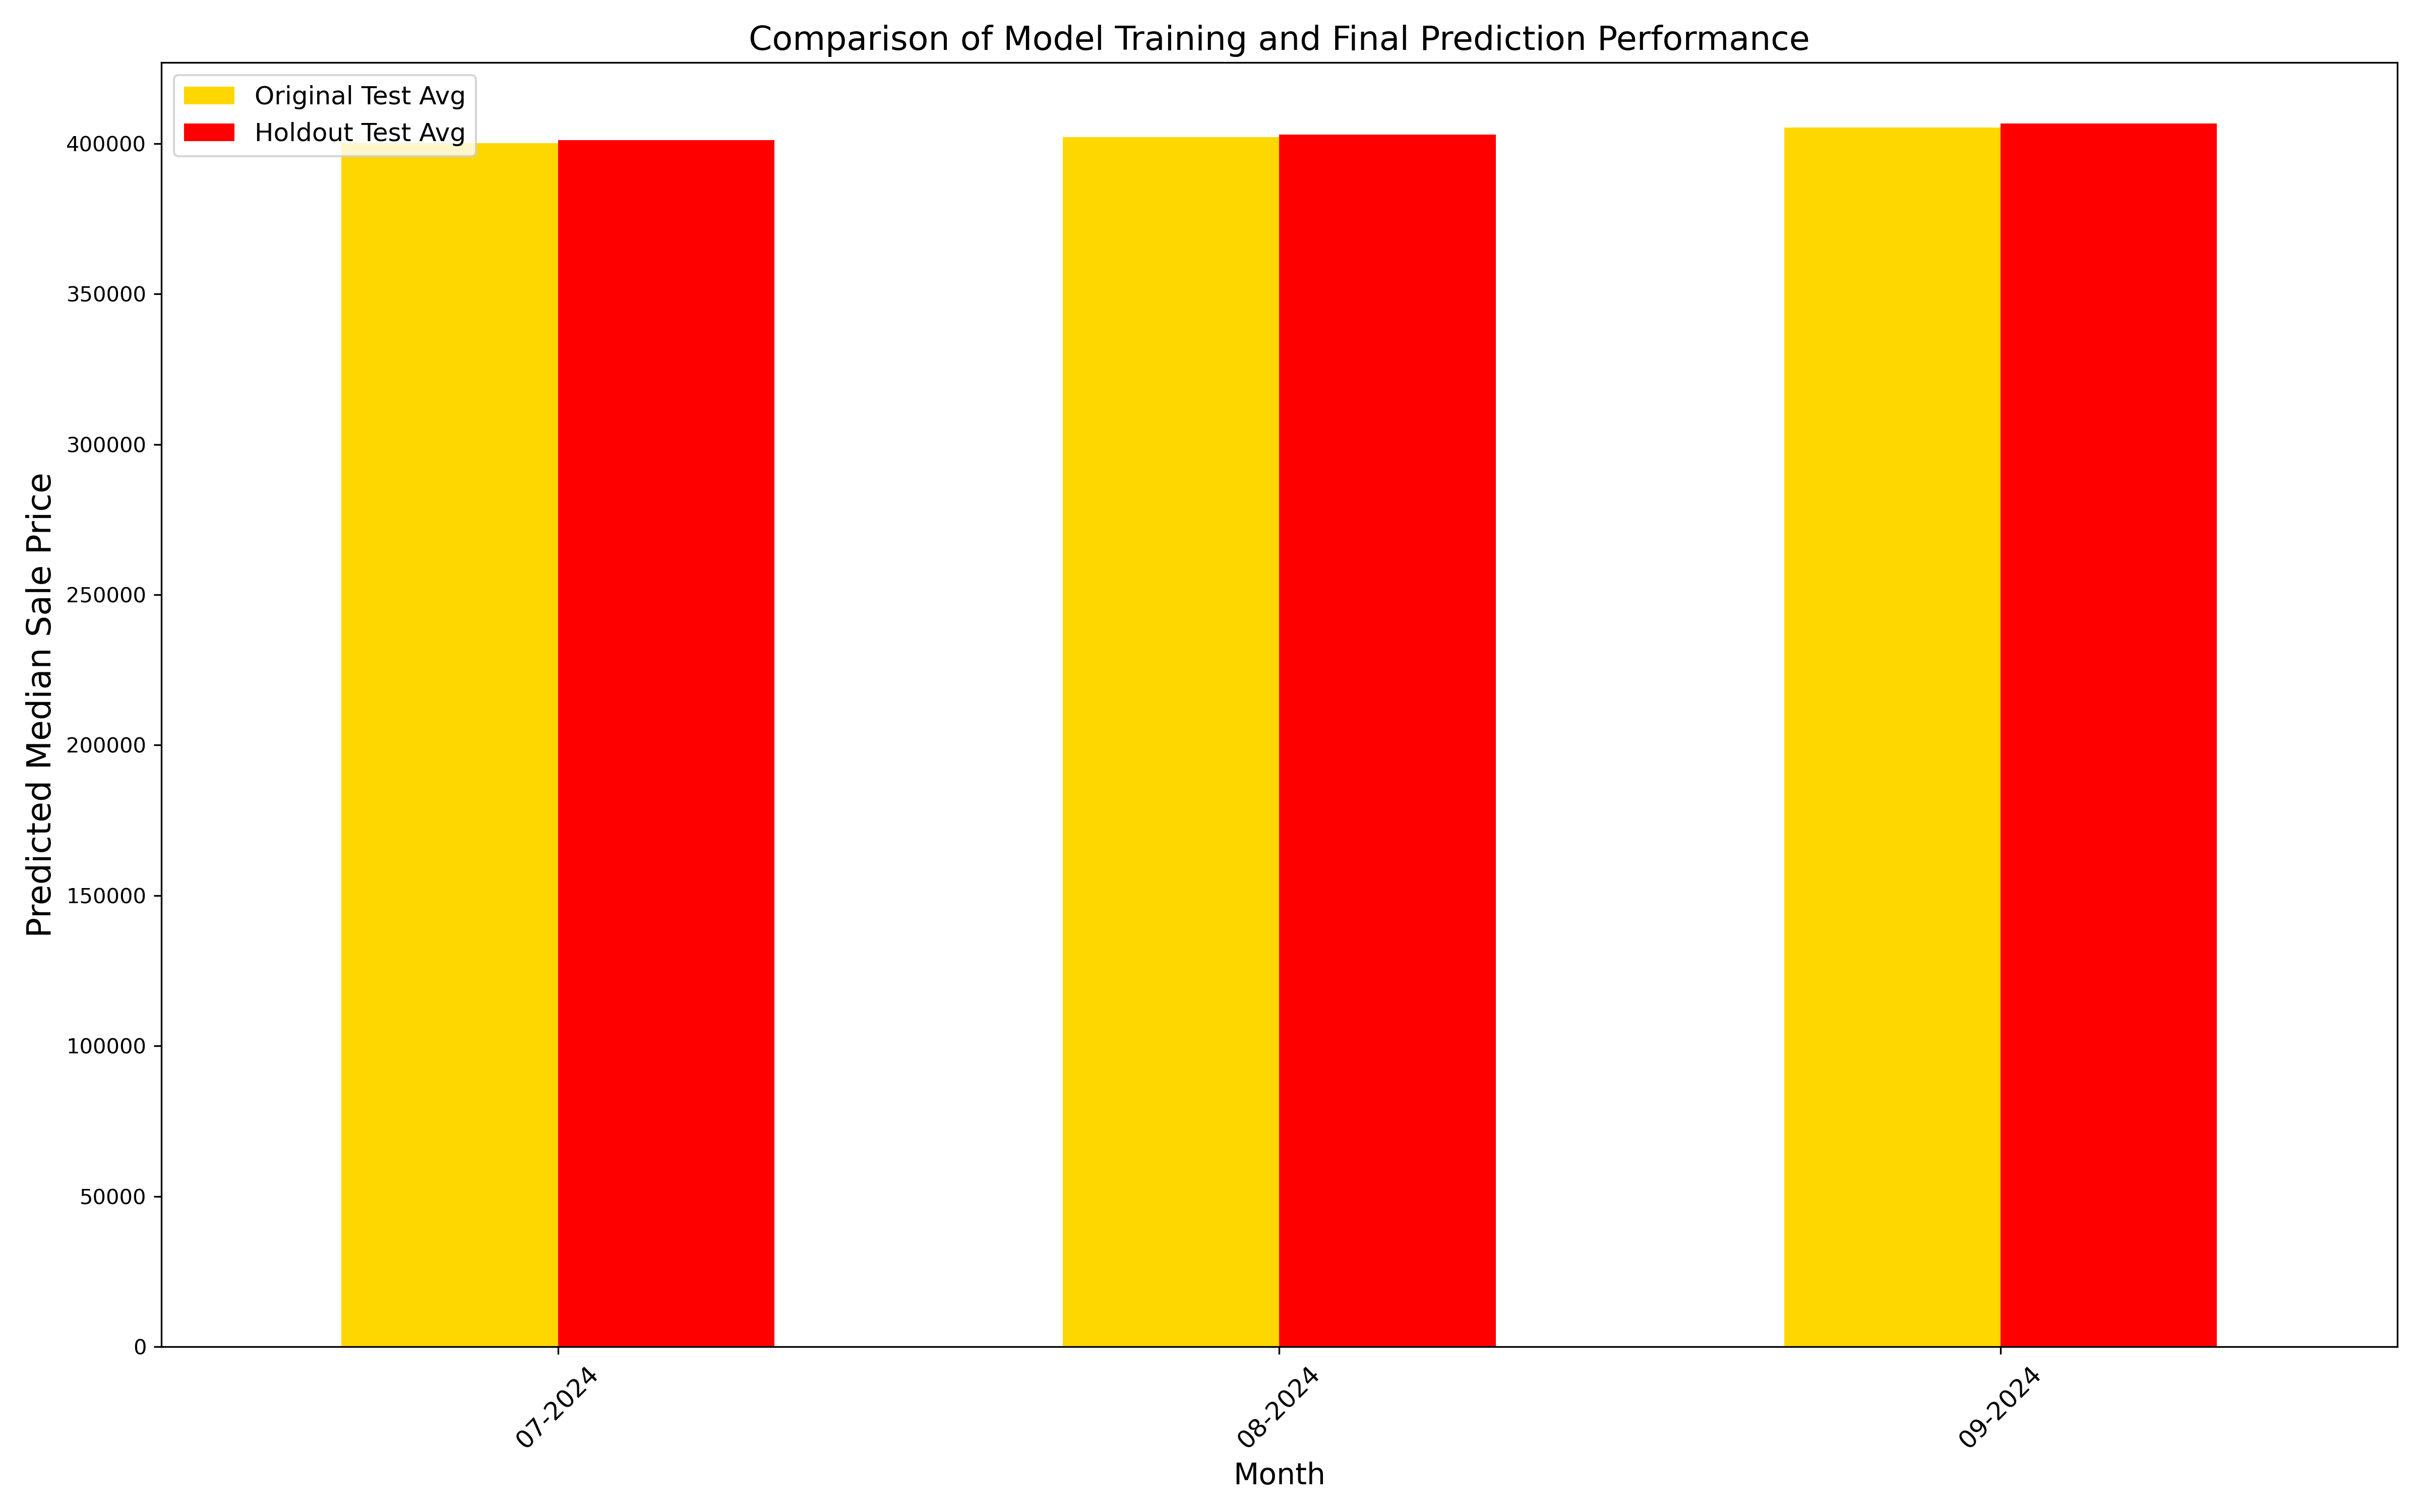 Comparison of Model Training and Final Prediction Performance
Original Test Avg
Holdout Test Avg
Predicted Median Sale Price
400000
350000
300000
250000
200000
150000
100000
50000
0
07-2024
08-2024
09-2024
Month